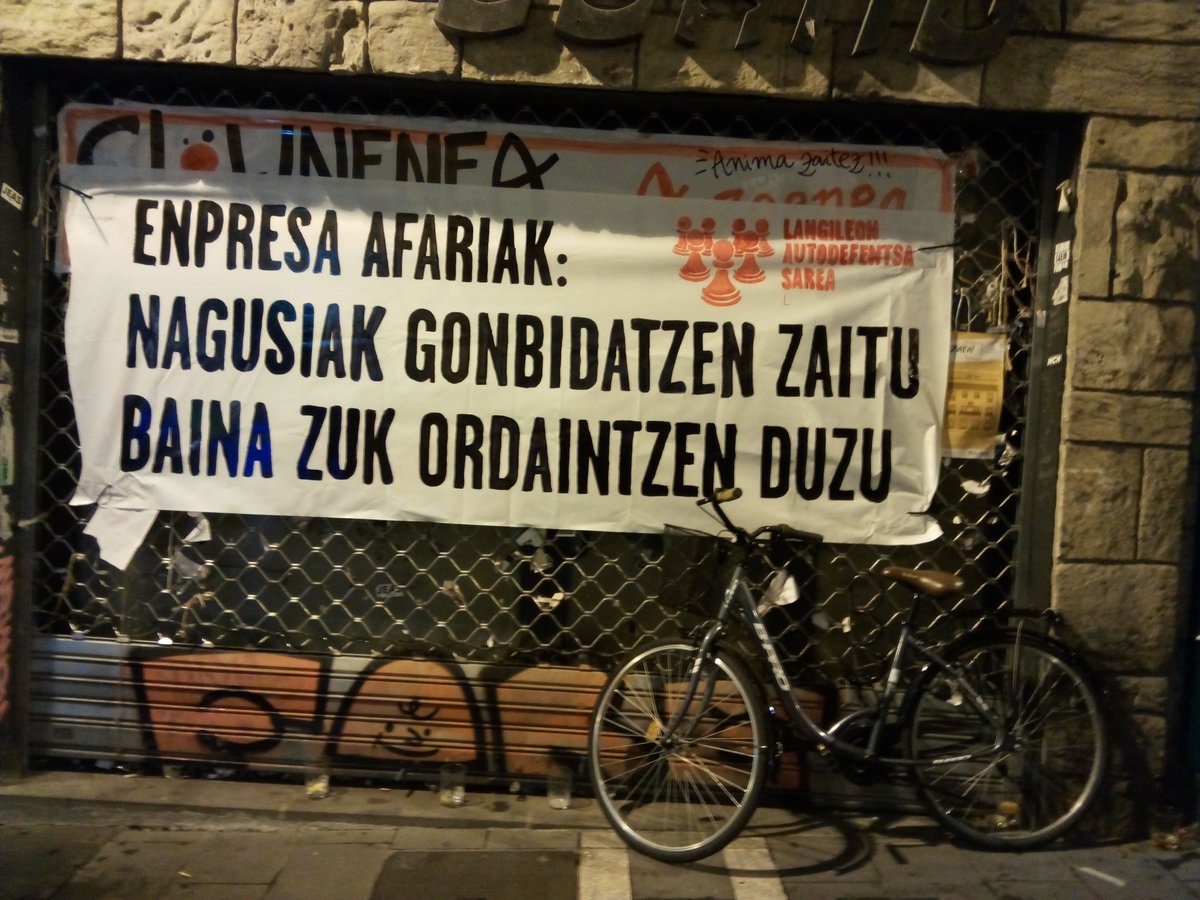 Anima zaitez!!!
ENPRESA AFARIAK:
NAGUSIAK GONBIDATZEN ZAITU
BAINA ZUK ORDAINTZEN DUZU
LANGILEON
AUTODEFENTSA
SAREA